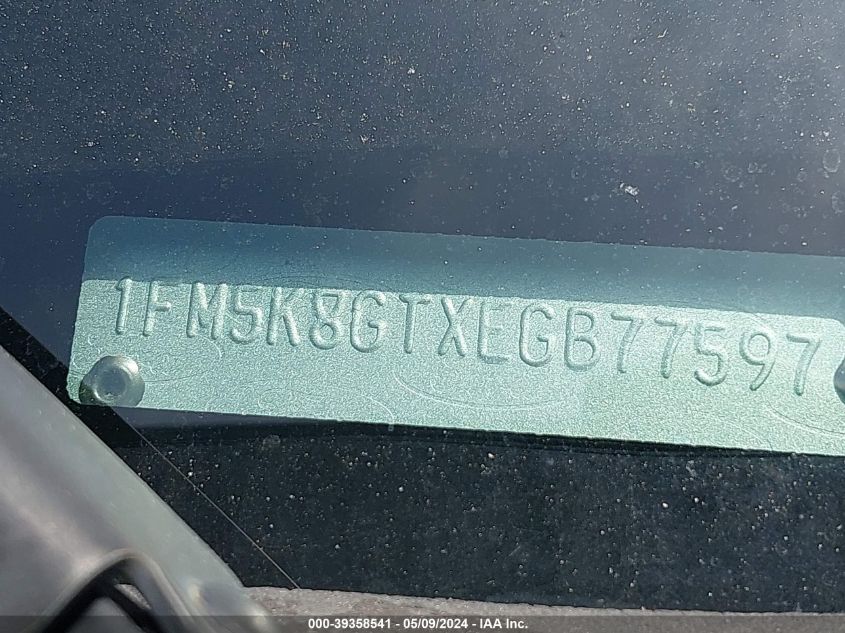 1FM5K8GTXEGB77597
000-39358541 - 05/09/2024 - IAA Inc.